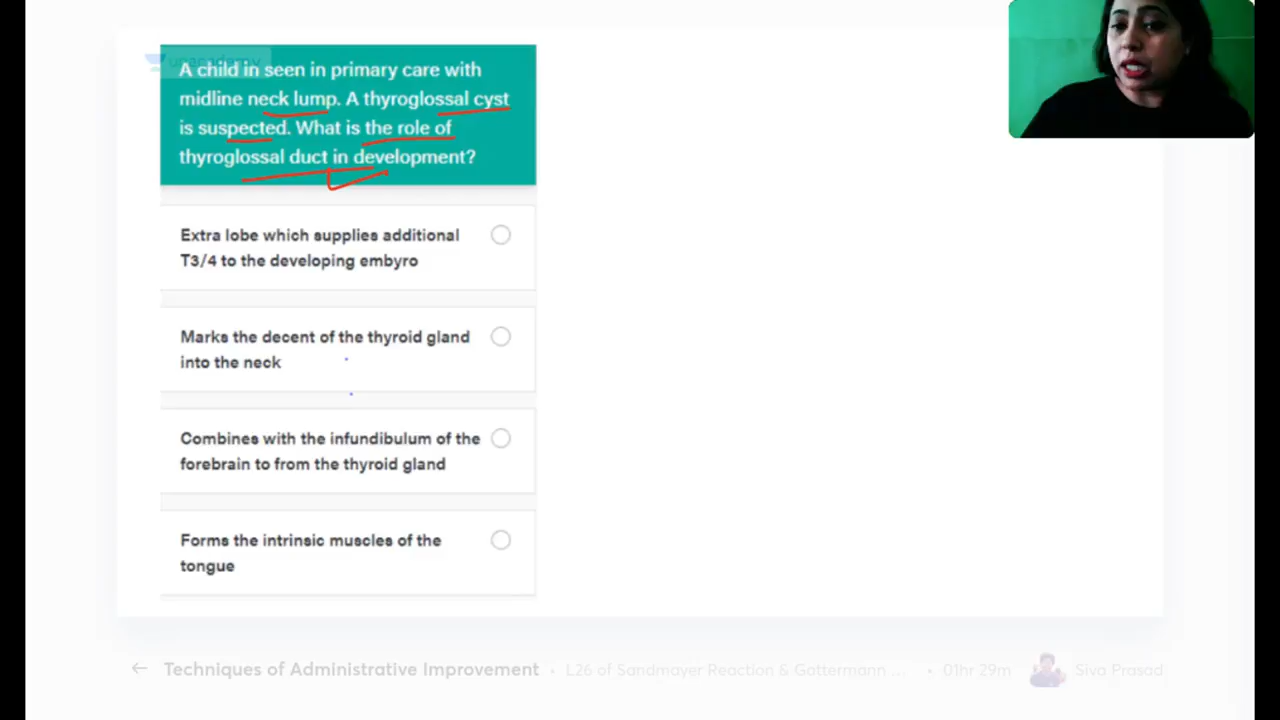 unacademy
A child in seen in primary care with
midline neck lump. A thyroglossal cyst
is suspected. What is the role of
thyroglossal duct in development?
Extra lobe which supplies additional
T3/4 to the developing embyro
Marks the decent of the thyroid gland
into the neck
Combines with the infundibulum of the
forebrain to from the thyroid gland
Forms the intrinsic muscles of the
tongue
Techniques of Administrative Improvement • L26 of Sandmayer Reaction & Gattermann ... • 01hr 29m Siva Prasad